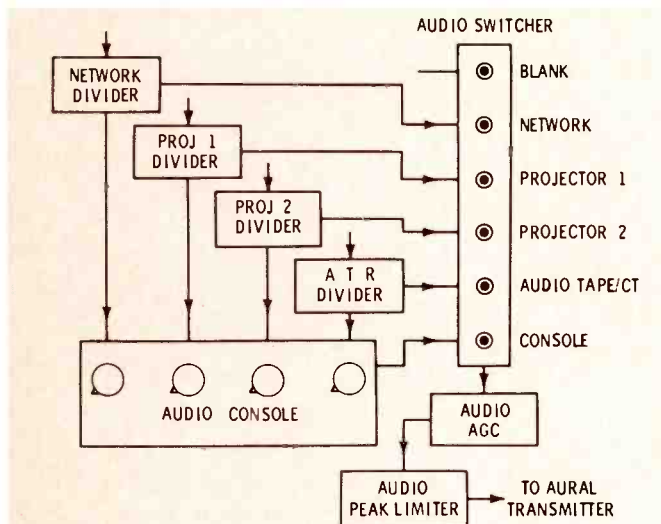 AUDIO SWITCHER
NETWORK
DIVIDER
BLANK
NETWORK
PROJ 1
DIVIDER
PROJECTOR 1
PROJ 2
DIVIDER
PROJECTOR 2
A T R
DIVIDER
AUDIO TAPE/CT
CONSOLE
AUDIO CONSOLE
AUDIO
AGC
AUDIO
PEAK LIMITER
TO AURAL
TRANSMITTER